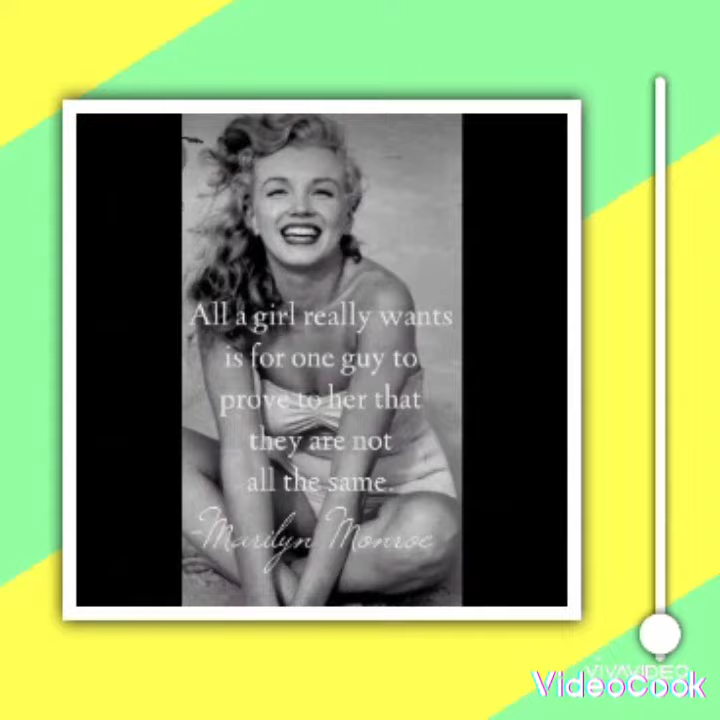 All a girl really wants
is for one guy to
prove to her that
they are not
all the same.
-Marilyn Monroe
VIVAVIDEO
VideoCook